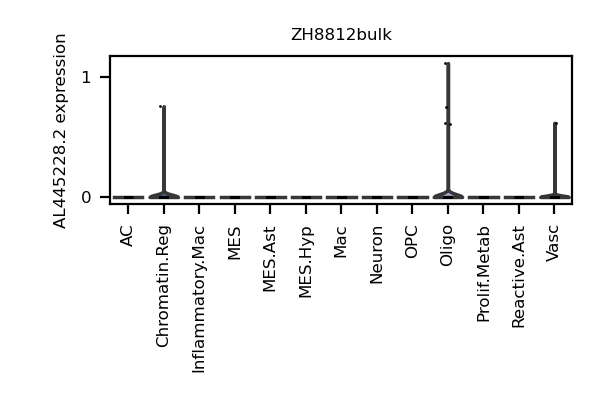 ZH8812bulk
AL445228.2 expression
1
0
AC
Chromatin.Reg
Inflammatory.Mac
MES
MES.Ast
MES.Hyp
Mac
Neuron
OPC
Oligo
Prolif.Metab
Reactive.Ast
Vasc